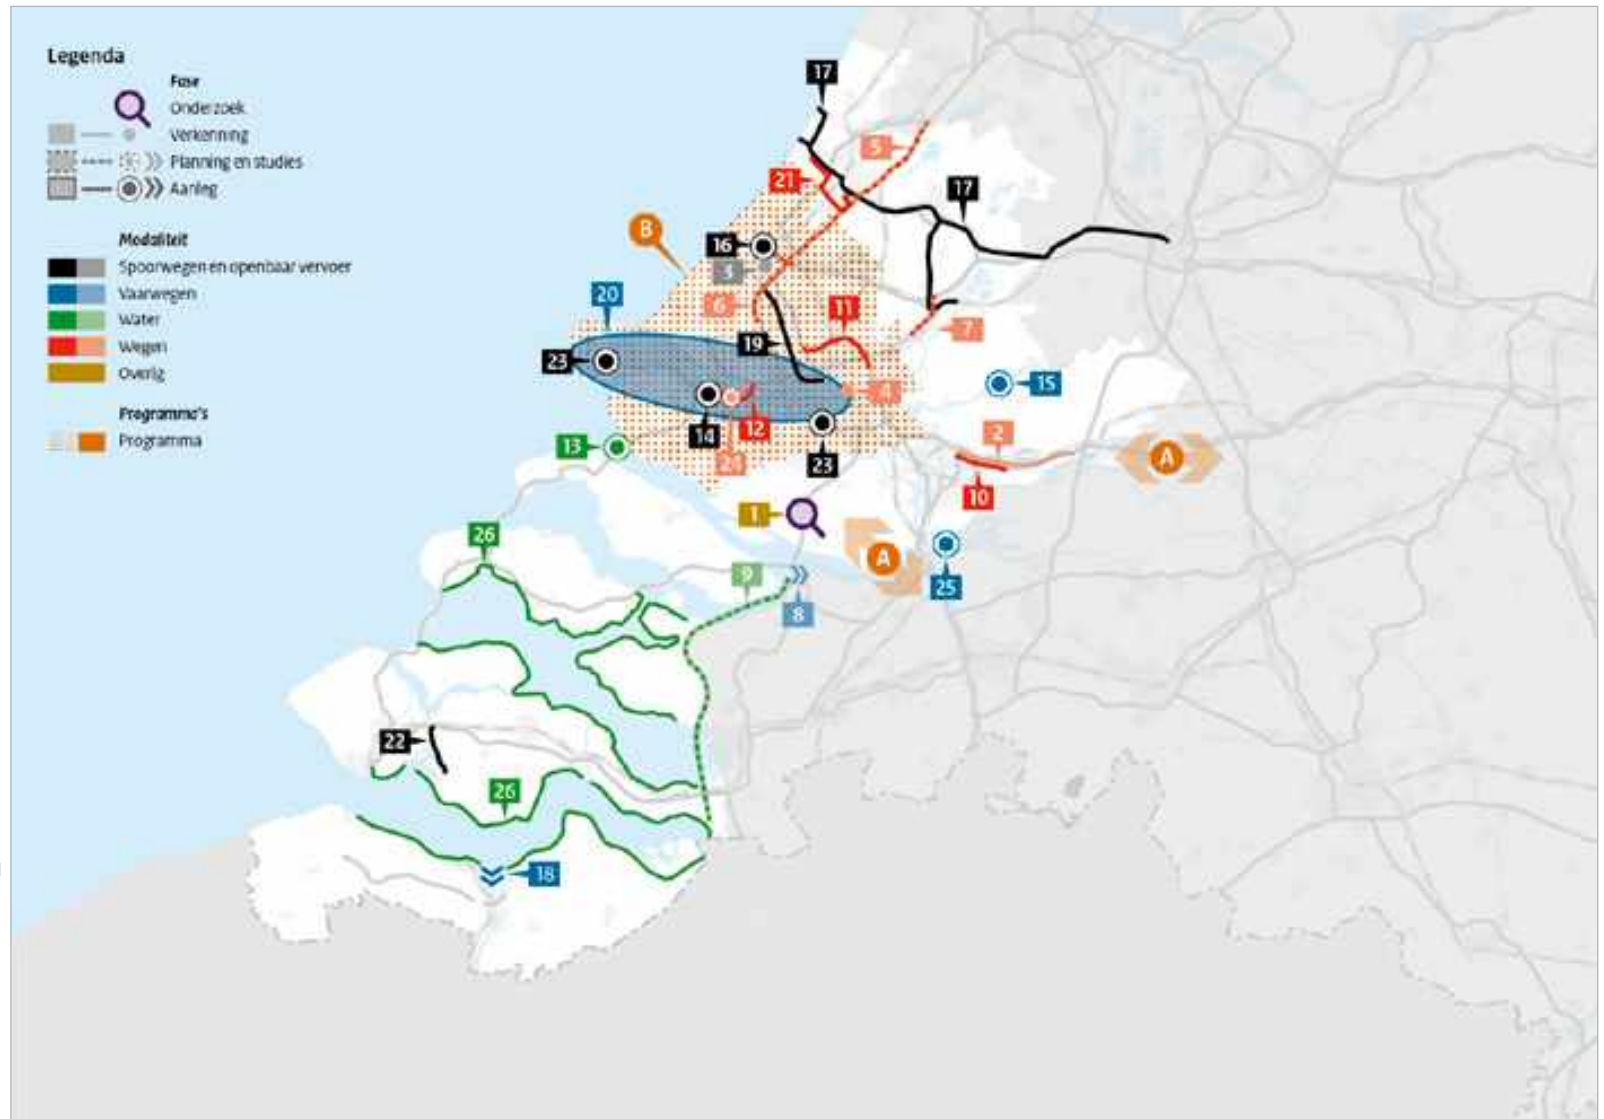 Legenda
Fase
Onderzoek
Verkenning
Planning en studies
Aanleg
Modaliteit
Spoorwegen en openbaar vervoer
Vaarwegen
Water
Wegen
Overig
Programma's
Programma
17
5
21
17
B
16
3
20
6
11
7
19
23
4
15
14
12
2
13
24
23
A
10
1
26
A
9
25
8
22
26
18